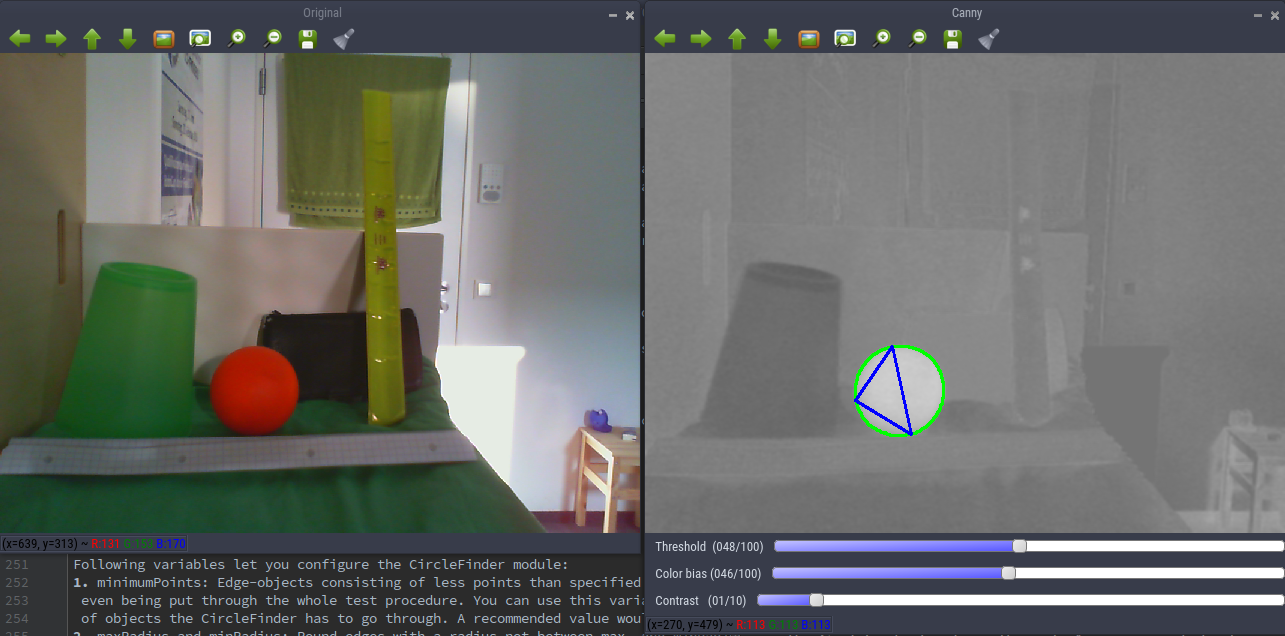 Original
(x=639, y=313) ~ R:131 G:153 B:170
251 Following variables let you configure the CircleFinder module:
252 1. minimumPoints: Edge-objects consisting of less points than specified
253 even being put through the whole test procedure. You can use this
254 of objects the CircleFinder has to go through. A recommended value
Canny
Threshold (048/100)
Color bias (046/100)
Contrast (01/10)
(x=270, y=479) ~ R:113 G:113 B:113